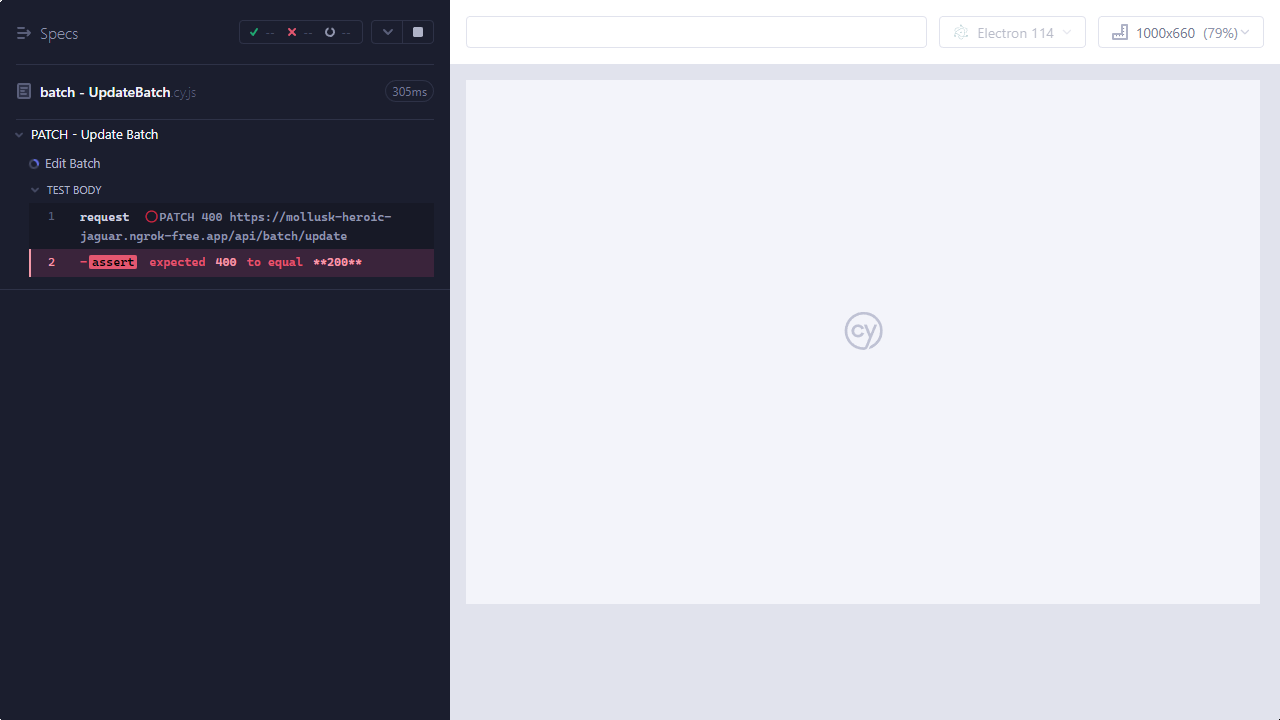 Specs
-- -- --
Electron 114
1000x660 (79%)
batch - UpdateBatch.cy.js
305ms
PATCH - Update Batch
Edit Batch
TEST BODY
1 request PATCH 400 https://mollusk-heroic-
jaguar.ngrok-free.app/api/batch/update
2 -assert expected 400 to equal **200**
cy